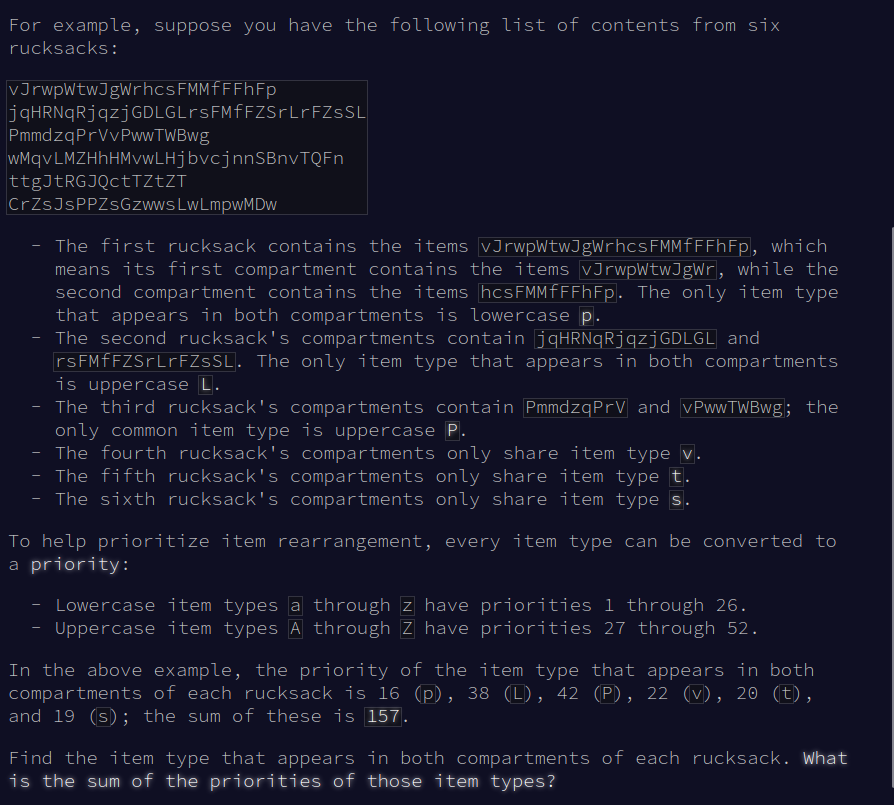 For example, suppose you have the following list of contents from six
rucksacks:
vJrwpWtwJgWrhcsFMMfFFhFp
jqHRNqRjqzjGDLGLrsFMfFZSrLrFZsSL
PmmdzqPrVvPwwTWBwg
wMqvLMZHhHMvwLHjbvcjnnSBnvTQFn
ttgJtRGJQctTZtZT
CrZsJsPPZsGzwwsLwLmpwMDw
- The first rucksack contains the items vJrwpWtwJgWrhcsFMMfFFhFp, which
means its first compartment contains the items vJrwpWtwJgWr, while the
second compartment contains the items hcsFMMfFFhFp. The only item type
that appears in both compartments is lowercase p.
- The second rucksack's compartments contain jqHRNqRjqzjGDLGL and
rsFMfFZSrLrFZsSL. The only item type that appears in both compartments
is uppercase L.
- The third rucksack's compartments contain PmmdzqPrV and vPwwTWBwg; the
only common item type is uppercase P.
- The fourth rucksack's compartments only share item type v.
- The fifth rucksack's compartments only share item type t.
- The sixth rucksack's compartments only share item type s.
To help prioritize item rearrangement, every item type can be converted to
a priority:
- Lowercase item types a through z have priorities 1 through 26.
- Uppercase item types A through Z have priorities 27 through 52.
In the above example, the priority of the item type that appears in both
compartments of each rucksack is 16 (p), 38 (L), 42 (P), 22 (v), 20 (t),
and 19 (s); the sum of these is 157.
Find the item type that appears in both compartments of each rucksack. What
is the sum of the priorities of those item types?